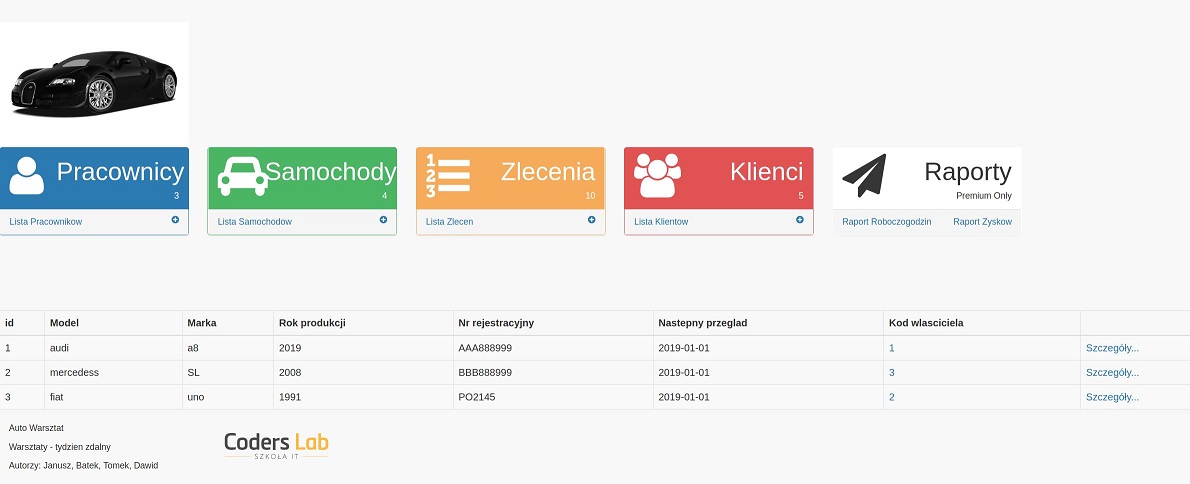 Pracownicy
3
Lista Pracownikow
Samochody
4
Lista Samochodow
1
2
3
Zlecenia
10
Lista Zlecen
Klienci
5
Lista Klientow
Raporty
Premium Only
Raport Roboczogodzin Raport Zyskow
id Model Marka Rok produkcji Nr rejestracyjny Nastepny przeglad Kod wlasciciela
1 audi a8 2019 AAA888999 2019-01-01 1 Szczegóły...
2 mercedess SL 2008 BBB888999 2019-01-01 3 Szczegóły...
3 fiat uno 1991 PO2145 2019-01-01 2 Szczegóły...
Auto Warsztat
Warsztaty - tydzien zdalny
Autorzy: Janusz, Batek, Tomek, Dawid
Coders Lab
SZKOŁA IT